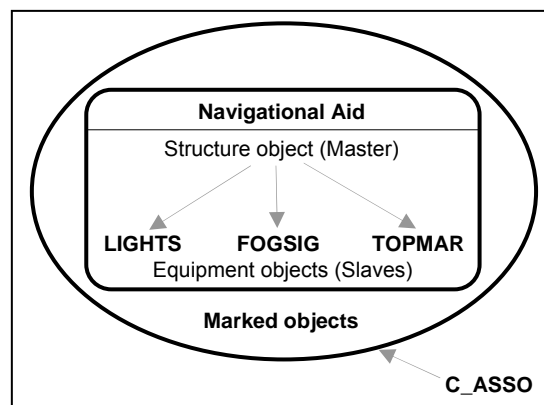 Navigational Aid
Structure object (Master)
LIGHTS FOGSIG TOPMAR
Equipment objects (Slaves)
Marked objects
C_ASSO